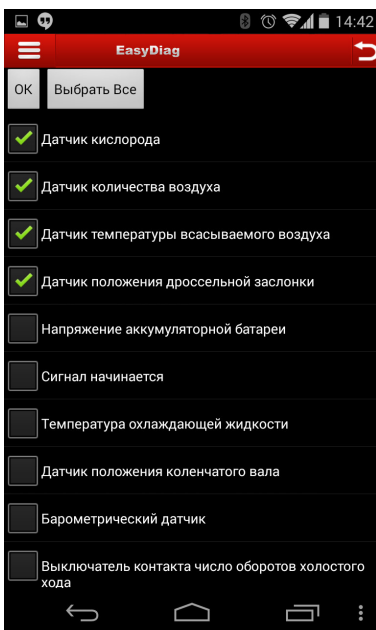 14:42
EasyDiag
OK Выбрать Все
Датчик кислорода
Датчик количества воздуха
Датчик температуры всасываемого воздуха
Датчик положения дроссельной заслонки
Напряжение аккумуляторной батареи
Сигнал начинается
Температура охлаждающей жидкости
Датчик положения коленчатого вала
Барометрический датчик
Выключатель контакта число оборотов холостого
хода